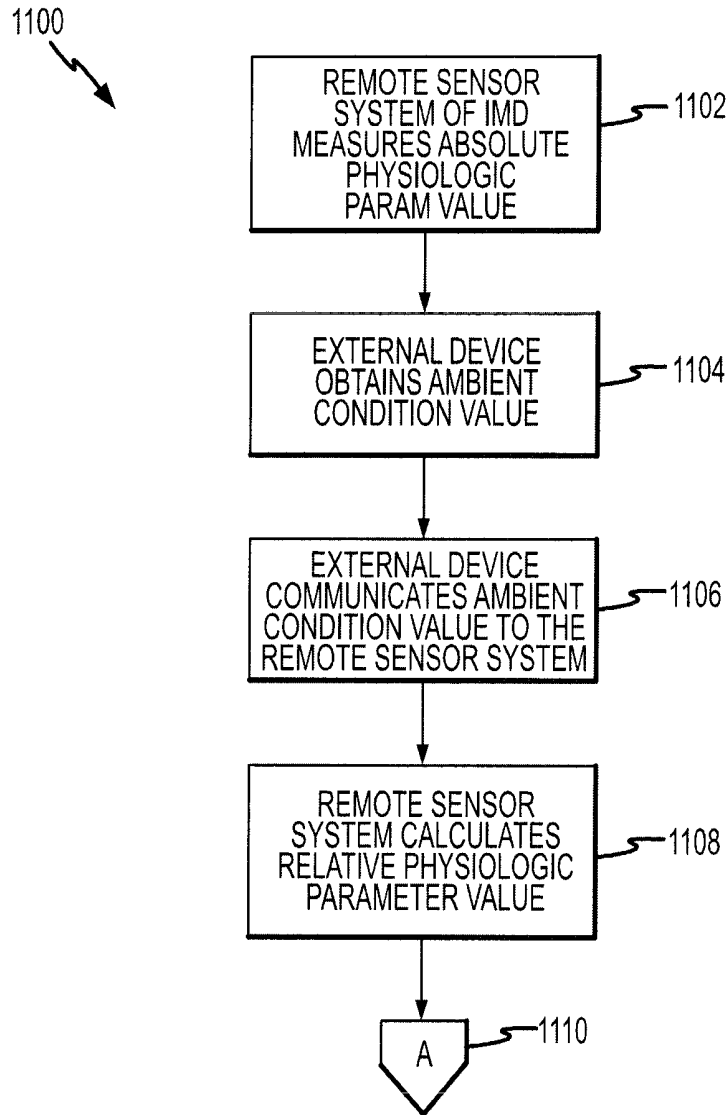 1100
REMOTE SENSOR
SYSTEM OF IMD
MEASURES ABSOLUTE
PHYSIOLOGIC
PARAM VALUE
1102
EXTERNAL DEVICE
OBTAINS AMBIENT
CONDITION VALUE
1104
EXTERNAL DEVICE
COMMUNICATES AMBIENT
CONDITION VALUE TO THE
REMOTE SENSOR SYSTEM
1106
REMOTE SENSOR
SYSTEM CALCULATES
RELATIVE PHYSIOLOGIC
PARAMETER VALUE
1108
A
1110